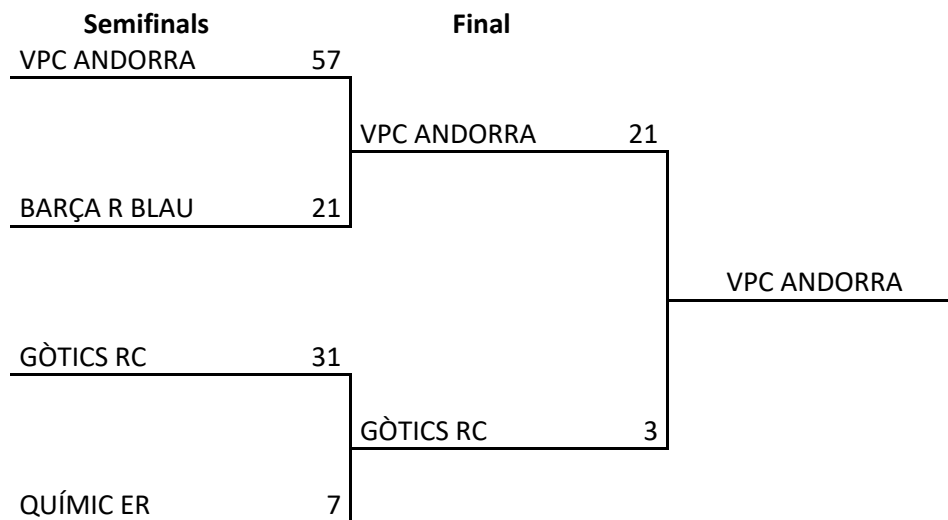 Semifinals Final
VPC ANDORRA 57
VPC ANDORRA 21
BARÇA R BLAU 21
VPC ANDORRA
GÒTICS RC 31
GÒTICS RC 3
QUÍMIC ER 7